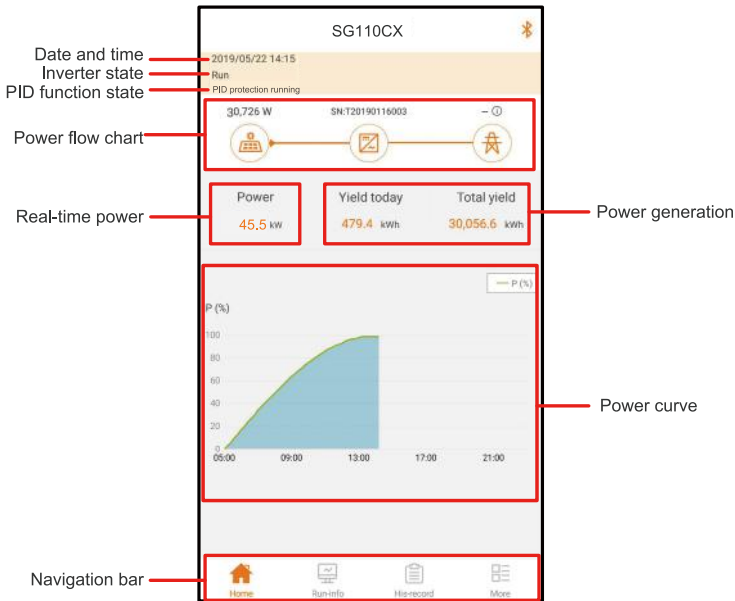 SG110CX
Date and time
2019/05/22 14:15
Inverter state
Run
PID function state
PID protection running
30,726 W
SN:T20190116003
–
Power flow chart
Power
Yield today
Total yield
45.5 kW
479.4 kWh
30,056.6 kWh
Real-time power
Power generation
P (%)
P (%)
100
80
60
40
20
0
05:00 09:00 13:00 17:00 21:00
Power curve
Navigation bar
Home Run-info His-record More